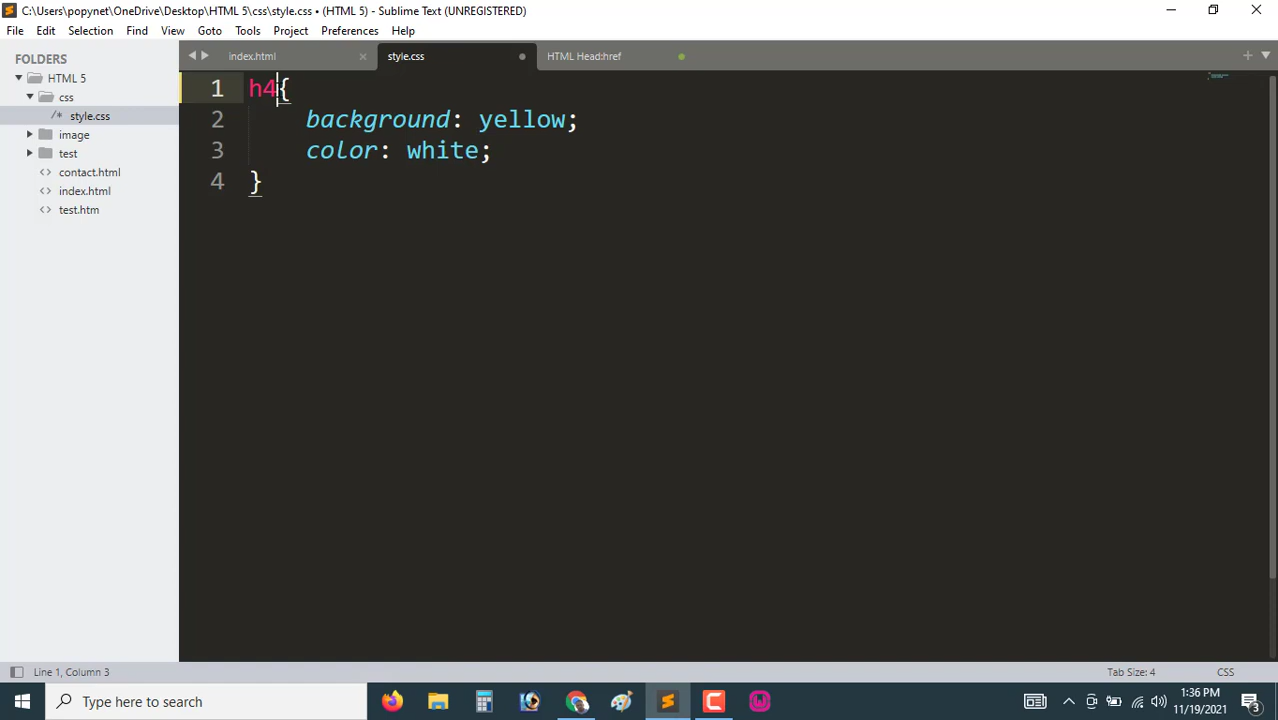 C:\Users\popynet\OneDrive\Desktop\HTML 5\css\style.css • (HTML 5) - Sublime Text (UNREGISTERED)
File Edit Selection Find View Goto Tools Project Preferences Help
FOLDERS
HTML 5
css
/* style.css
image
test
<> contact.html
<> index.html
<> test.htm
index.html
style.css
HTML Head:href
1 h4{
2 background: yellow;
3 color: white;
4 }
Line 1, Column 3
Tab Size: 4
CSS
Type here to search
1:36 PM
11/19/2021
3